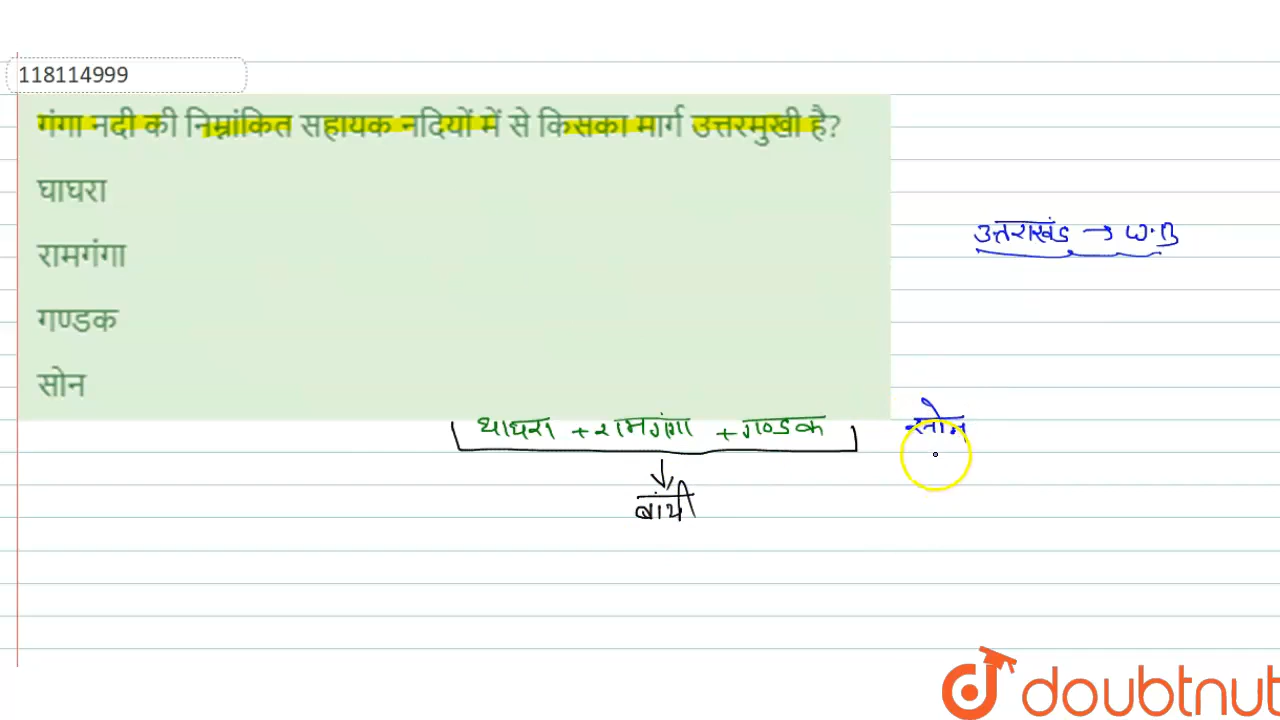 118114999
गंगा नदी की निम्नांकित सहायक नदियों में से किसका मार्ग उत्तरमुखी है?
घाघरा
उत्तराखंड → W.B
रामगंगा
गण्डक
सोन
घाघरा + रामगंगा + गण्डक सोन
बांयी
doubtnut